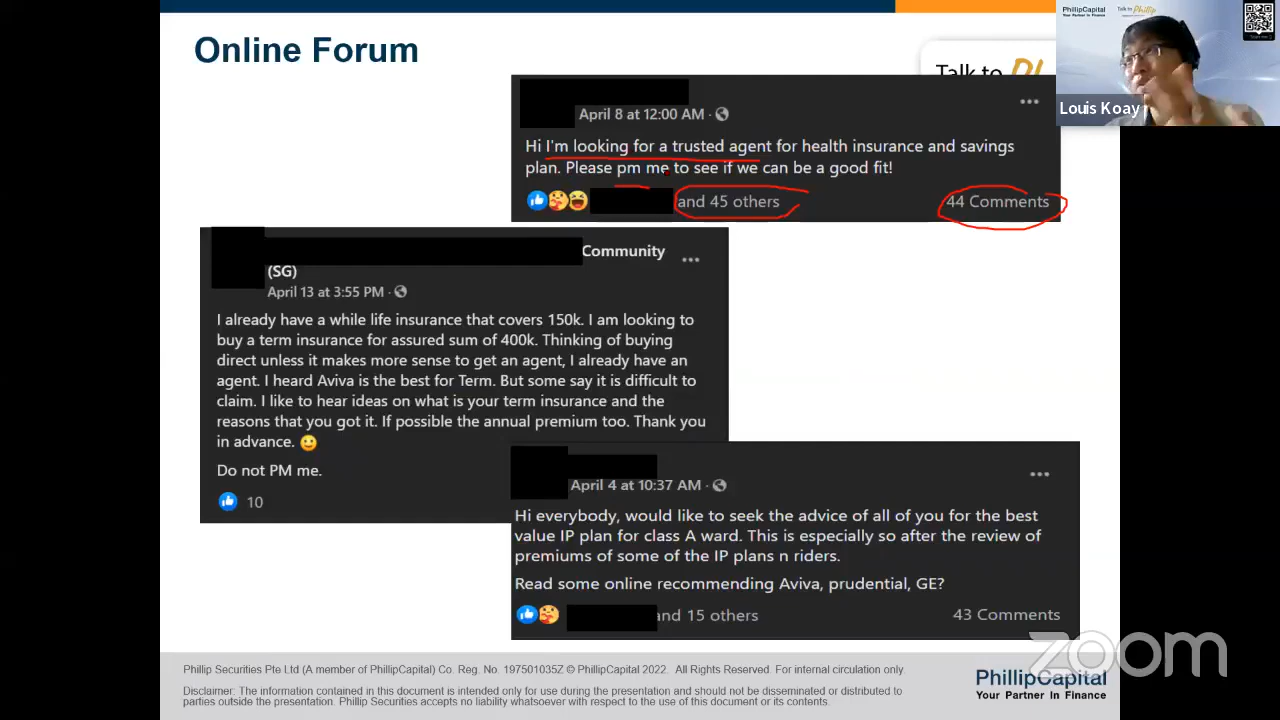 Online Forum
Talk to
PhillipCapital
Your Partner In Finance
Talk to Phillip
Louis Koay
April 8 at 12:00 AM ·
Hi I'm looking for a trusted agent for health insurance and savings
plan. Please pm me to see if we can be a good fit!
and 45 others
44 Comments
Community
(SG)
April 13 at 3:55 PM ·
I already have a while life insurance that covers 150k. I am looking to
buy a term insurance for assured sum of 400k. Thinking of buying
direct unless it makes more sense to get an agent, I already have an
agent. I heard Aviva is the best for Term. But some say it is difficult to
claim. I like to hear ideas on what is your term insurance and the
reasons that you got it. If possible the annual premium too. Thank you
in advance.
Do not PM me.
10
April 4 at 10:37 AM ·
Hi everybody, would like to seek the advice of all of you for the best
value IP plan for class A ward. This is especially so after the review of
premiums of some of the IP plans n riders.
Read some online recommending Aviva, prudential, GE?
and 15 others
43 Comments
zoom
Phillip Securities Pte Ltd (A member of PhillipCapital) Co. Reg. No. 197501035Z © PhillipCapital 2022. All Rights Reserved. For internal circulation only.
Disclaimer: The information contained in this document is intended only for use during the presentation and should not be disseminated or distributed to
parties outside the presentation. Phillip Securities accepts no liability whatsoever with respect to the use of this document or its contents.
PhillipCapital
Your Partner In Finance